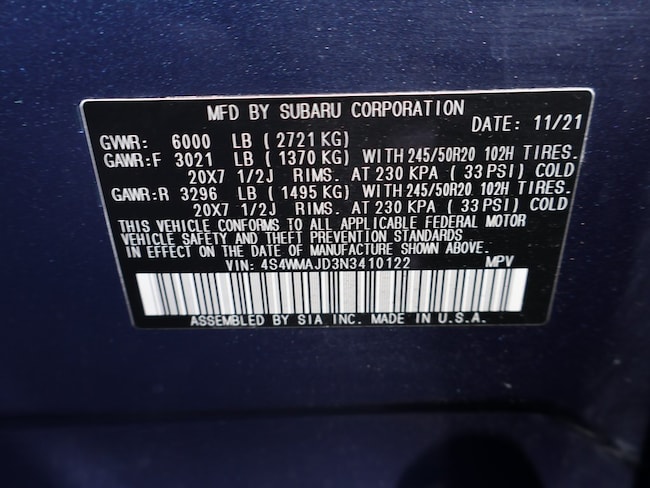 MFD BY SUBARU CORPORATION
DATE: 11/21
GVWR: 6000 LB ( 2721 KG)
GAWR:F 3021 LB ( 1370 KG) WITH 245/50R20 102H TIRES.
20X7 1/2J RIMS. AT 230 KPA ( 33 PSI) COLD
GAWR:R 3296 LB ( 1495 KG) WITH 245/50R20 102H TIRES.
20X7 1/2J RIMS. AT 230 KPA ( 33 PSI) COLD
THIS VEHICLE CONFORMS TO ALL APPLICABLE FEDERAL MOTOR
VEHICLE SAFETY AND THEFT PREVENTION STANDARDS
IN EFFECT ON THE DATE OF MANUFACTURE SHOWN ABOVE.
VIN: 4S4WMAJD3N3410122 MPV
ASSEMBLED BY SIA INC. MADE IN U.S.A.